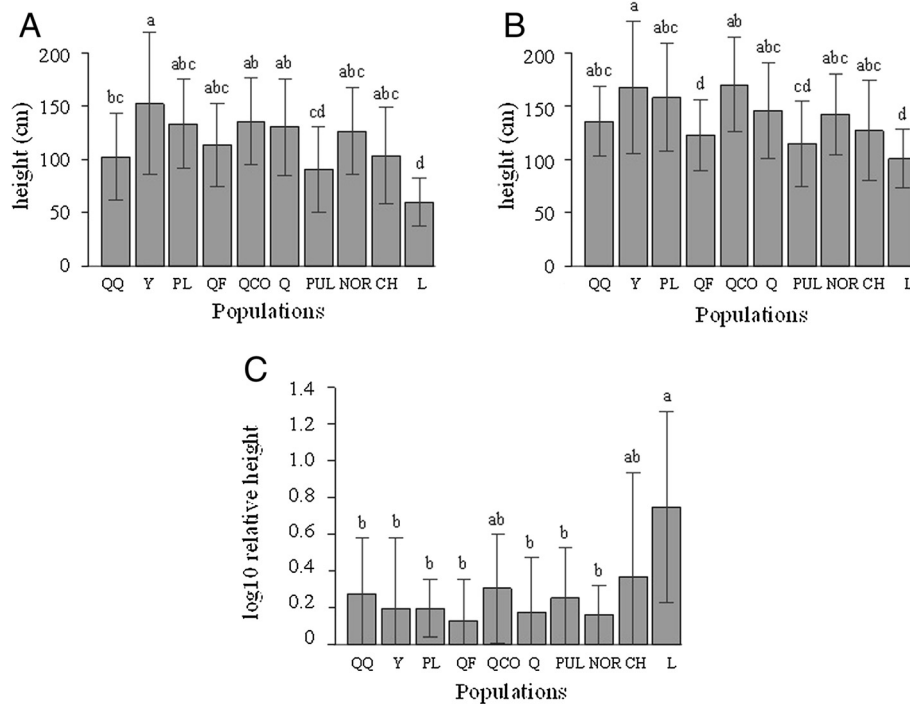 A
height (cm)
200
150
100
50
0
bc a abc abc ab ab cd abc abc d
QQ Y PL QF QCO Q PUL NOR CH L
Populations
B
height (cm)
200
150
100
50
0
abc a abc d ab abc cd abc abc d
QQ Y PL QF QCO Q PUL NOR CH L
Populations
C
log10 relative height
1.4
1.2
1.0
0.8
0.6
0.4
0.2
0
b b b b ab b b b ab a
QQ Y PL QF QCO Q PUL NOR CH L
Populations